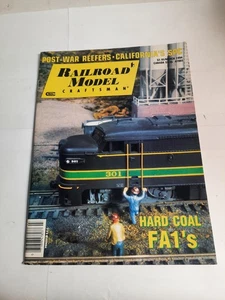 POST-WAR REEFERS • CALIFORNIA'S
RAILROAD
MODEL
CRAFTSMAN
301
HARD COAL
FA1's